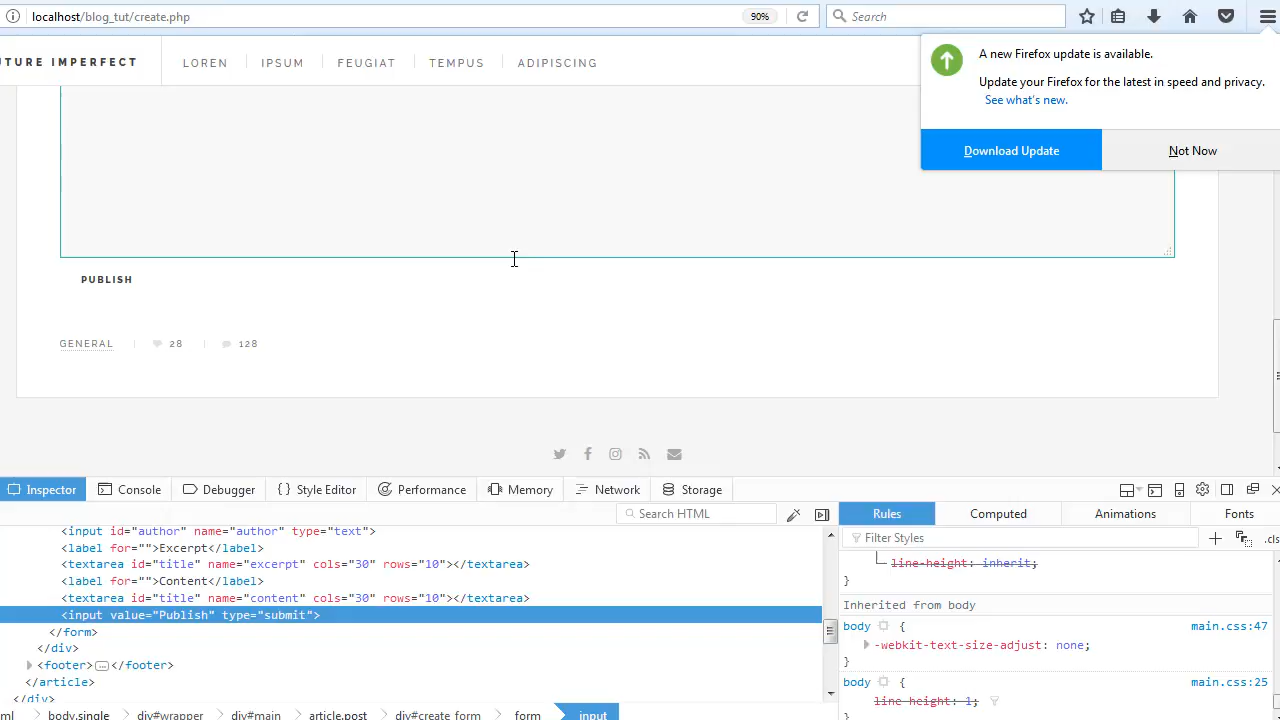 localhost/blog_tut/create.php
90%
Search
TURE IMPERFECT
LOREN
IPSUM
FEUGIAT
TEMPUS
ADIPISCING
A new Firefox update is available.
Update your Firefox for the latest in speed and privacy.
See what's new.
Download Update
Not Now
PUBLISH
GENERAL
28
128
Inspector
Console
Debugger
Style Editor
Performance
Memory
Network
Storage
Search HTML
Rules
Computed
Animations
Fonts
<input id="author" name="author" type="text">
<label for="">Excerpt</label>
<textarea id="title" name="excerpt" cols="30" rows="10"></textarea>
<label for="">Content</label>
<textarea id="title" name="content" cols="30" rows="10"></textarea>
<input value="Publish" type="submit">
</form>
</div>
<footer></footer>
</article>
</div>
Filter Styles
.cls
line-height: inherit;
}
Inherited from body
body { main.css:47
-webkit-text-size-adjust: none;
}
body { main.css:25
line-height: 1;
}
ml
body.single
div#wrapper
div#main
article.post
div#create_form
form
input